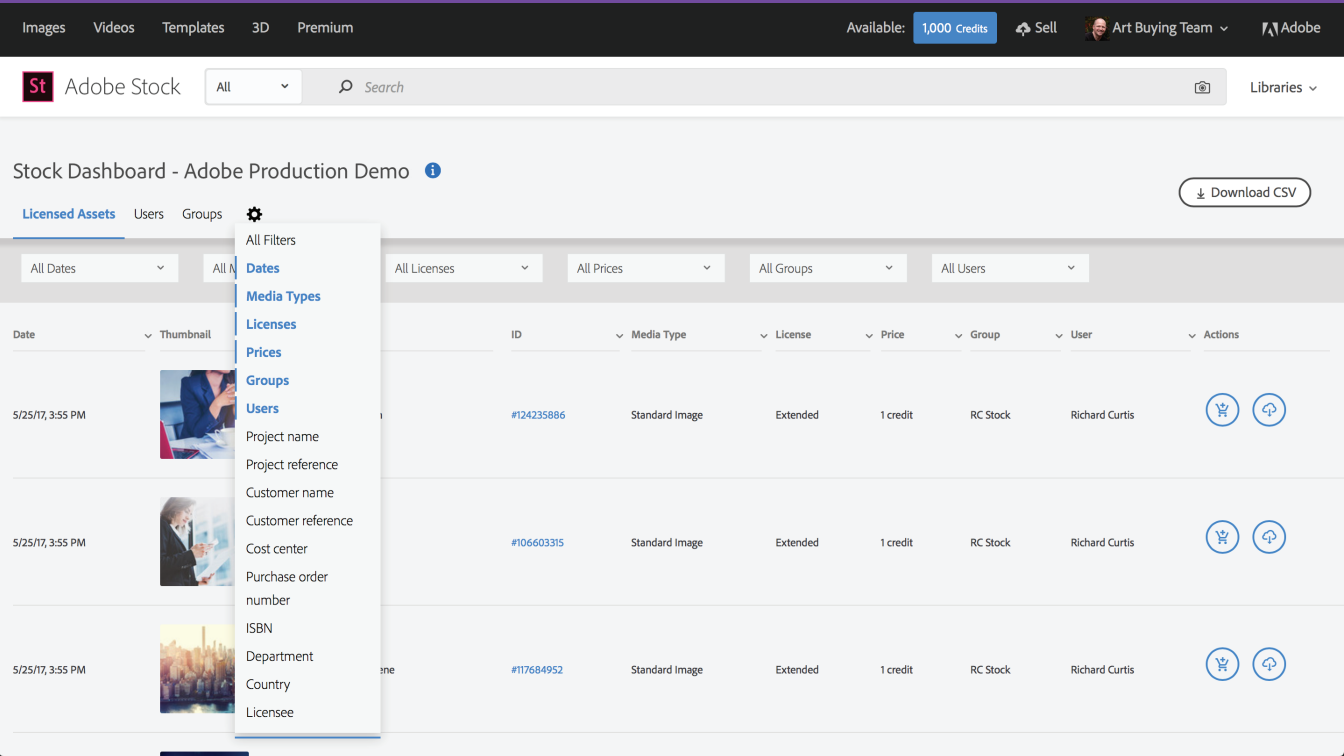 Images Videos Templates 3D Premium Available: 1,000 Credits Sell Art Buying Team Adobe
St Adobe Stock All Search Libraries
Stock Dashboard - Adobe Production Demo i
Download CSV
Licensed Assets Users Groups
All Filters
All Dates All Licenses All Prices All Groups All Users
Dates
Media Types
Licenses
Prices
Groups
Users
Project name
Project reference
Customer name
Customer reference
Cost center
Purchase order
number
ISBN
Department
Country
Licensee
Date Thumbnail ID Media Type License Price Group User Actions
5/25/17, 3:55 PM #124235886 Standard Image Extended 1 credit RC Stock Richard Curtis
5/25/17, 3:55 PM #106603315 Standard Image Extended 1 credit RC Stock Richard Curtis
5/25/17, 3:55 PM #117684952 Standard Image Extended 1 credit RC Stock Richard Curtis